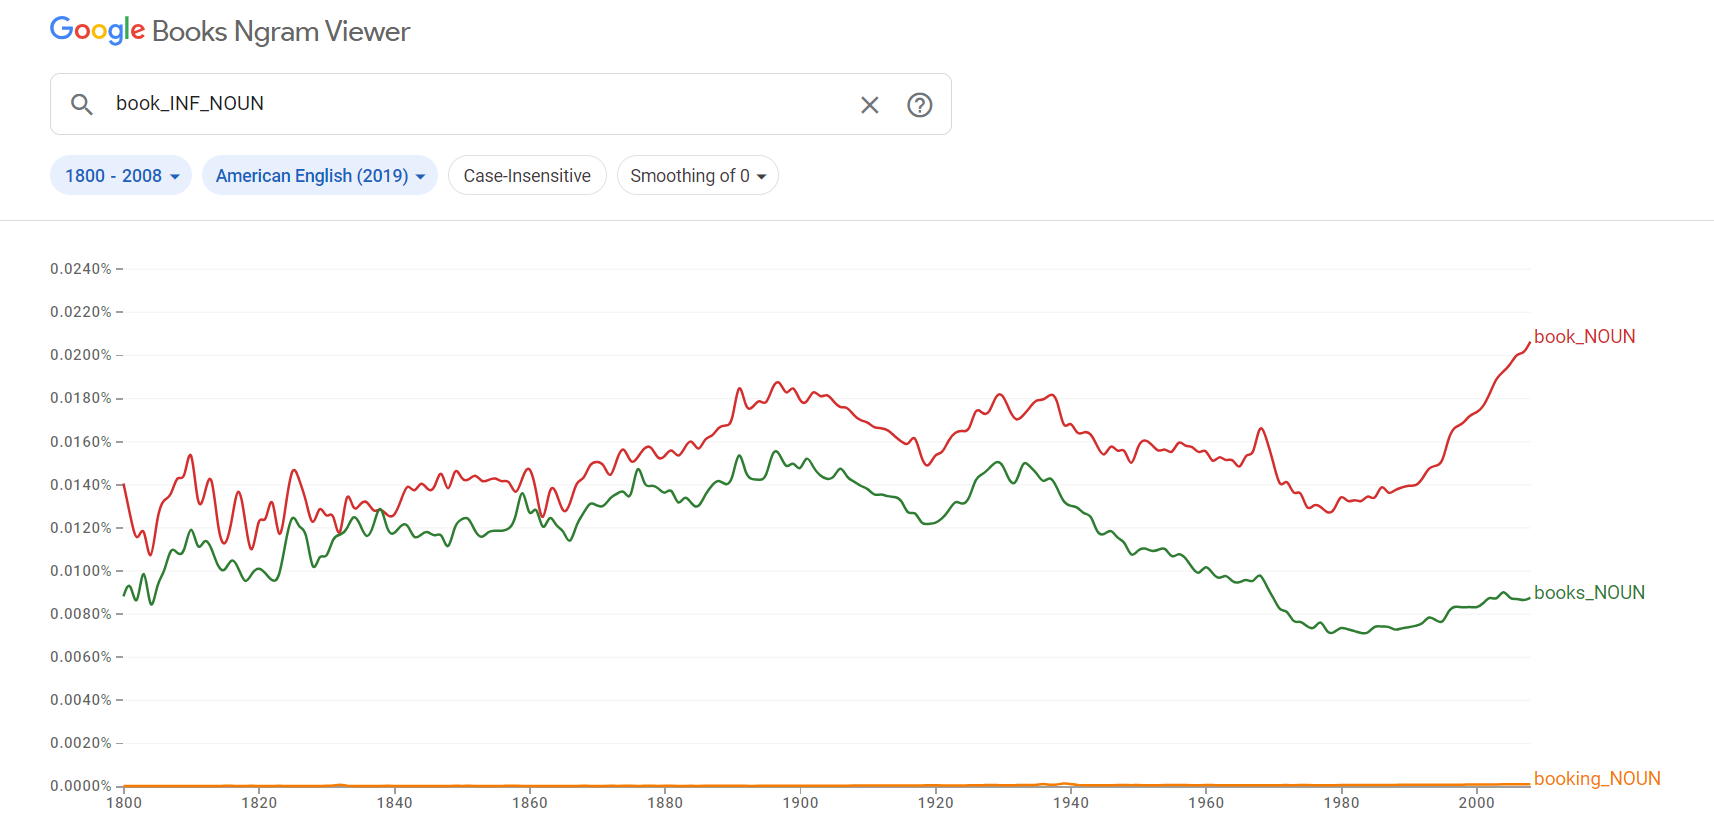 Google Books Ngram Viewer
book_INF_NOUN
1800 - 2008 American English (2019) Case-Insensitive Smoothing of 0
0.0240%
0.0220%
book_NOUN
0.0200%
0.0180%
0.0160%
0.0140%
0.0120%
0.0100%
books_NOUN
0.0080%
0.0060%
0.0040%
0.0020%
booking_NOUN
0.0000%
1800 1820 1840 1860 1880 1900 1920 1940 1960 1980 2000